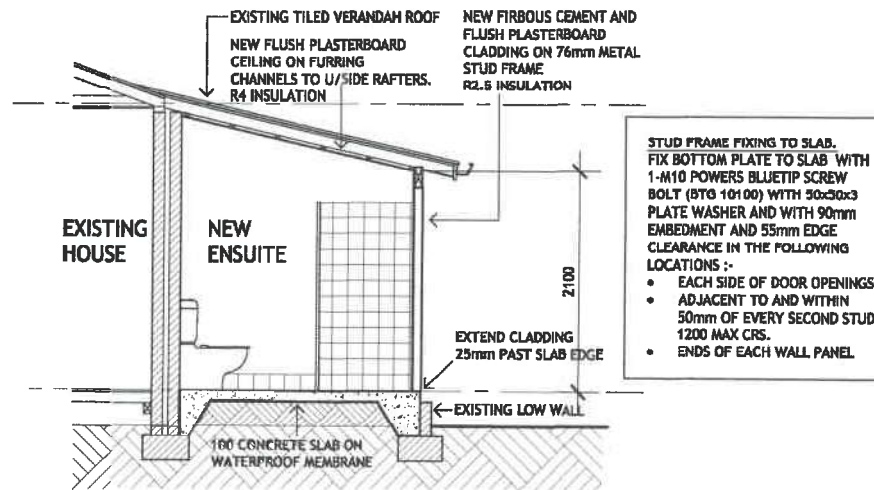 EXISTING TILED VERANDAH ROOF
NEW FLUSH PLASTERBOARD
CEILING ON FURRING
CHANNELS TO U/SIDE RAFTERS.
R4 INSULATION
NEW FIRBOUS CEMENT AND
FLUSH PLASTERBOARD
CLADDING ON 76mm METAL
STUD FRAME
R2.5 INSULATION
STUD FRAME FIXING TO SLAB.
FIX BOTTOM PLATE TO SLAB WITH
1-M10 POWERS BLUETIP SCREW
BOLT (BTG 10100) WITH 50x50x3
PLATE WASHER AND WITH 90mm
EMBEDMENT AND 55mm EDGE
CLEARANCE IN THE FOLLOWING
LOCATIONS :-
• EACH SIDE OF DOOR OPENINGS
• ADJACENT TO AND WITHIN
50mm OF EVERY SECOND STUD
1200 MAX CRS.
• ENDS OF EACH WALL PANEL
EXISTING
HOUSE
NEW
ENSUITE
2100
EXTEND CLADDING
25mm PAST SLAB EDGE
EXISTING LOW WALL
100 CONCRETE SLAB ON
WATERPROOF MEMBRANE